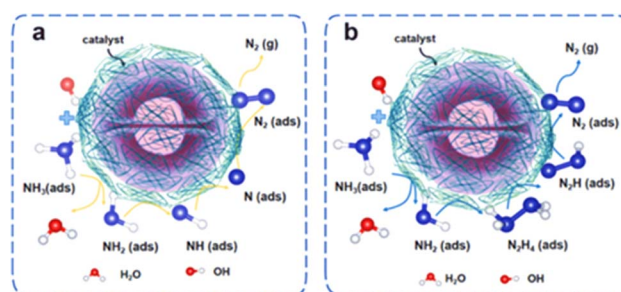 a
catalyst
N₂ (g)
N₂ (ads)
N (ads)
NH₃(ads)
NH₂ (ads)
NH (ads)
H₂O
OH
b
catalyst
N₂ (g)
N₂ (ads)
N₂H (ads)
NH₃(ads)
NH₂ (ads)
N₂H₄ (ads)
H₂O
OH